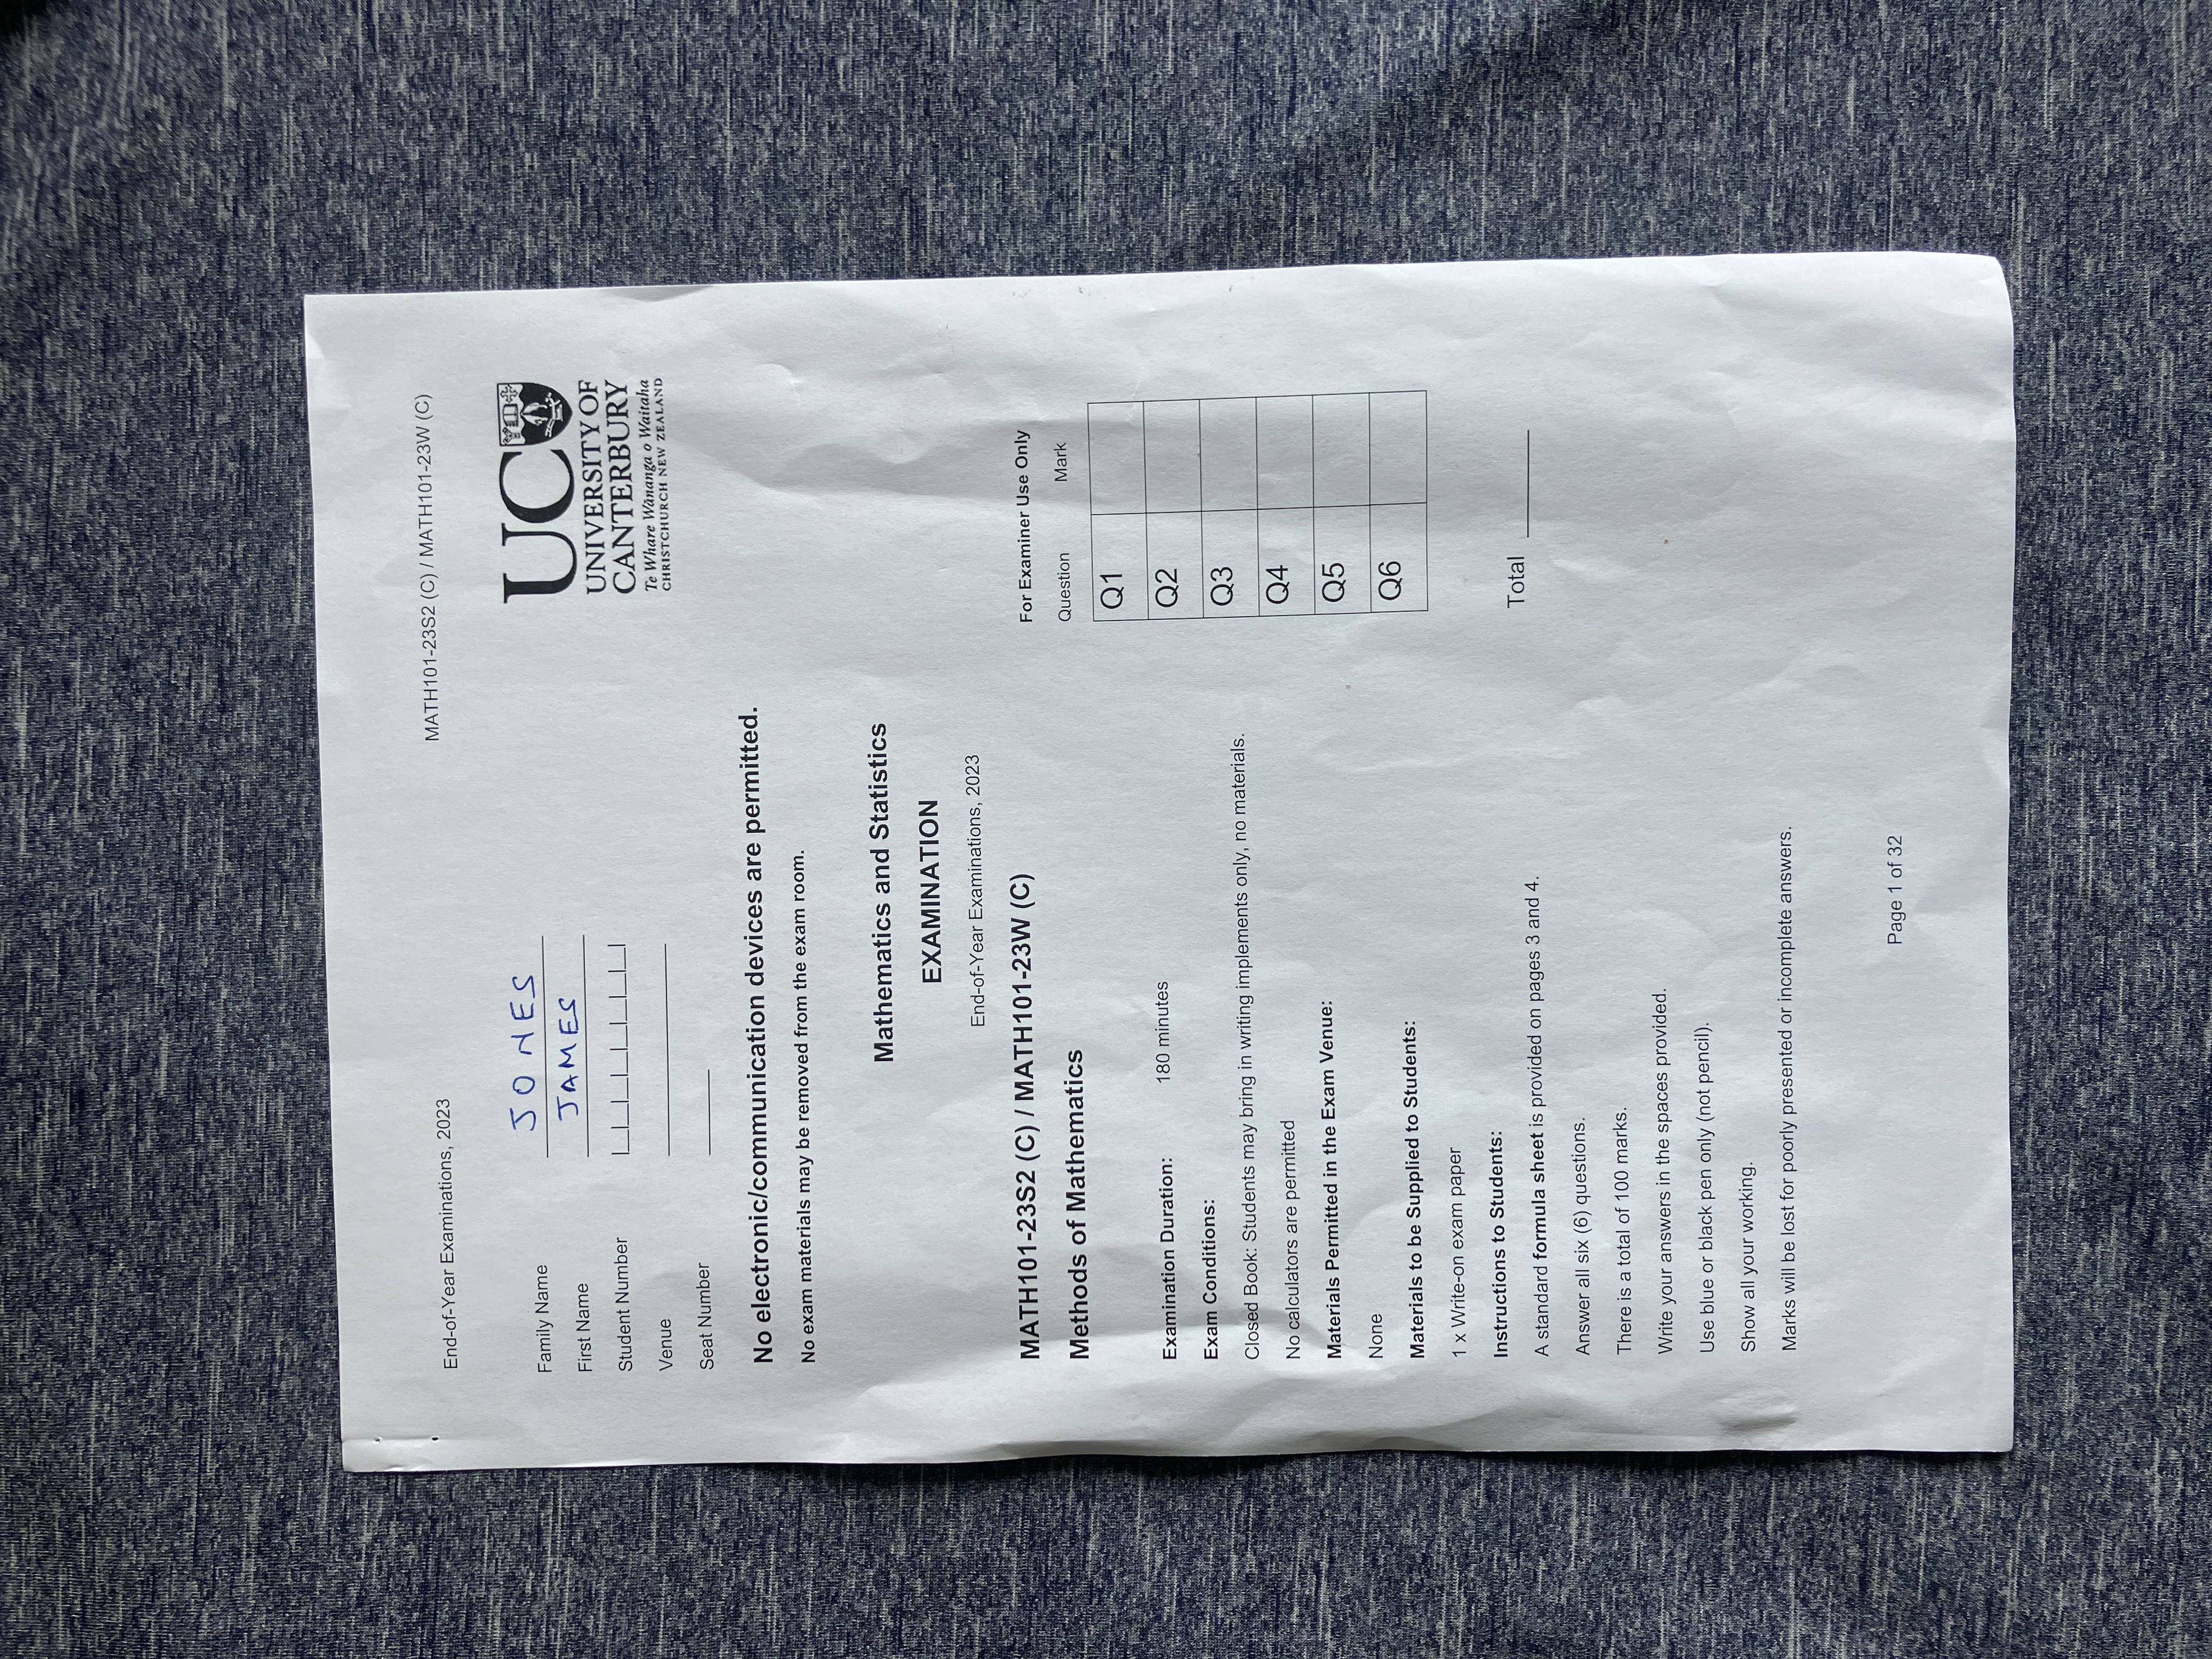 End-of-Year Examinations, 2023
MATH101-23S2 (C) / MATH101-23W (C)
Family Name JONES
First Name JAMES
Student Number
Venue
Seat Number
UC
UNIVERSITY OF
CANTERBURY
Te Whare Wānanga o Waitaha
CHRISTCHURCH NEW ZEALAND
No electronic/communication devices are permitted.
No exam materials may be removed from the exam room.
Mathematics and Statistics
EXAMINATION
End-of-Year Examinations, 2023
MATH101-23S2 (C) / MATH101-23W (C)
Methods of Mathematics
Examination Duration: 180 minutes
Exam Conditions:
Closed Book: Students may bring in writing implements only, no materials.
No calculators are permitted
Materials Permitted in the Exam Venue:
None
Materials to be Supplied to Students:
1 x Write-on exam paper
Instructions to Students:
A standard formula sheet is provided on pages 3 and 4.
Answer all six (6) questions.
There is a total of 100 marks.
Write your answers in the spaces provided.
Use blue or black pen only (not pencil).
Show all your working.
Marks will be lost for poorly presented or incomplete answers.
For Examiner Use Only
Question Mark
Q1
Q2
Q3
Q4
Q5
Q6
Total
Page 1 of 32